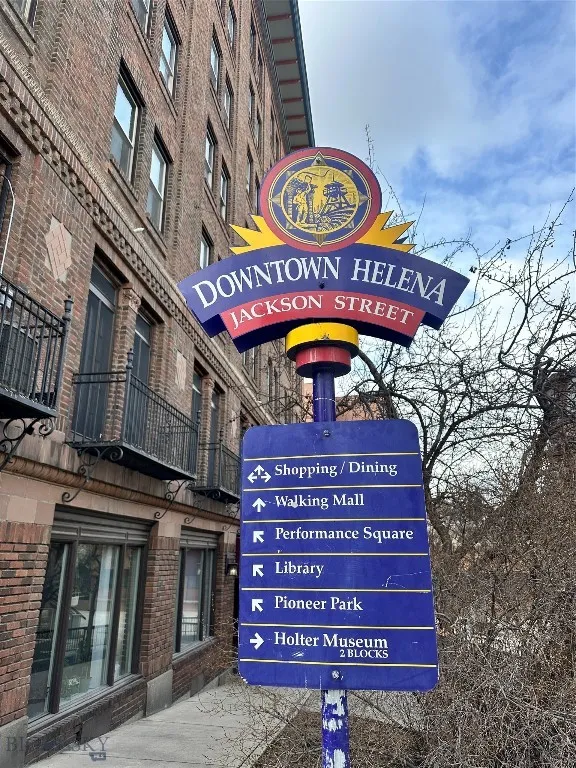 DOWNTOWN HELENA
JACKSON STREET
Shopping / Dining
Walking Mall
Performance Square
Library
Pioneer Park
Holter Museum
2 BLOCKS